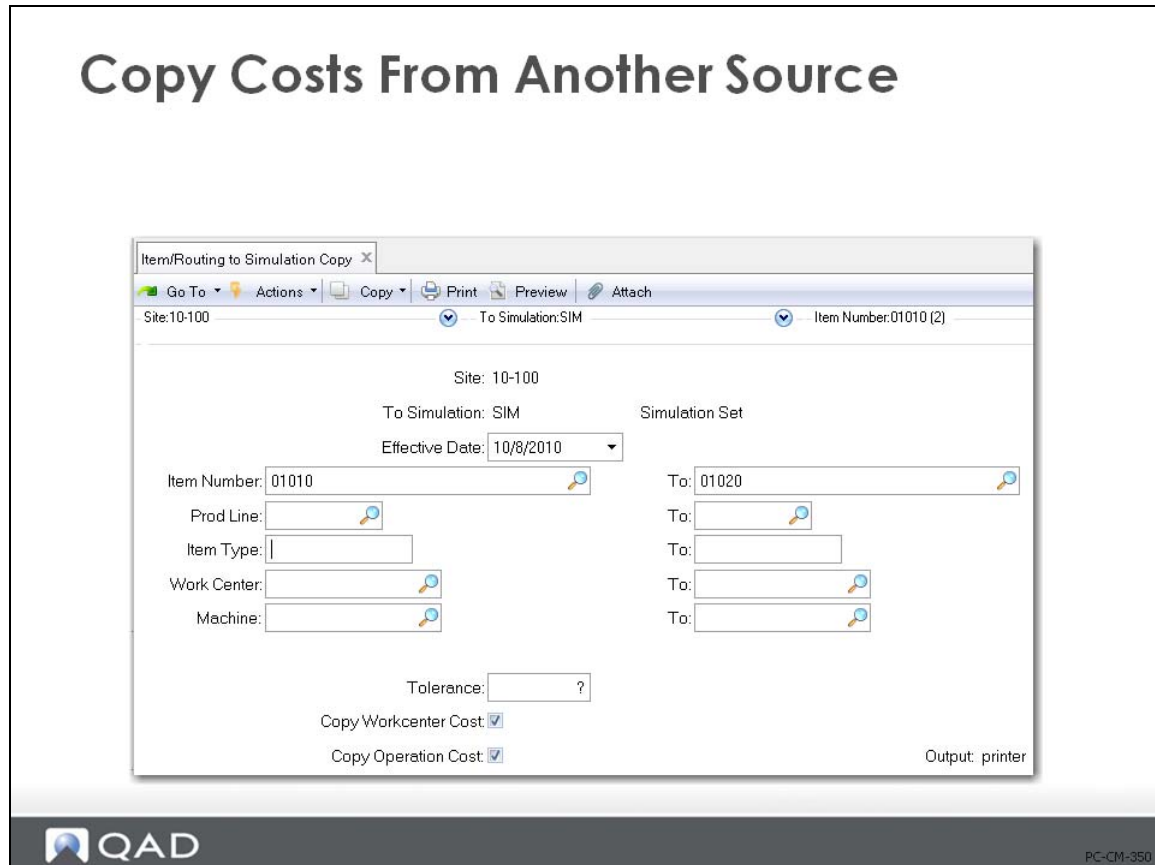 Copy Costs From Another Source
Item/Routing to Simulation Copy X
Go To Actions Copy Print Preview Attach
Site:10-100 To Simulation:SIM Item Number:01010 (2)
Site: 10-100
To Simulation: SIM Simulation Set
Effective Date: 10/8/2010
Item Number: 01010 To: 01020
Prod Line: To:
Item Type: To:
Work Center: To:
Machine: To:
Tolerance: ?
Copy Workcenter Cost:
Copy Operation Cost: Output: printer
QAD
PC-CM-350